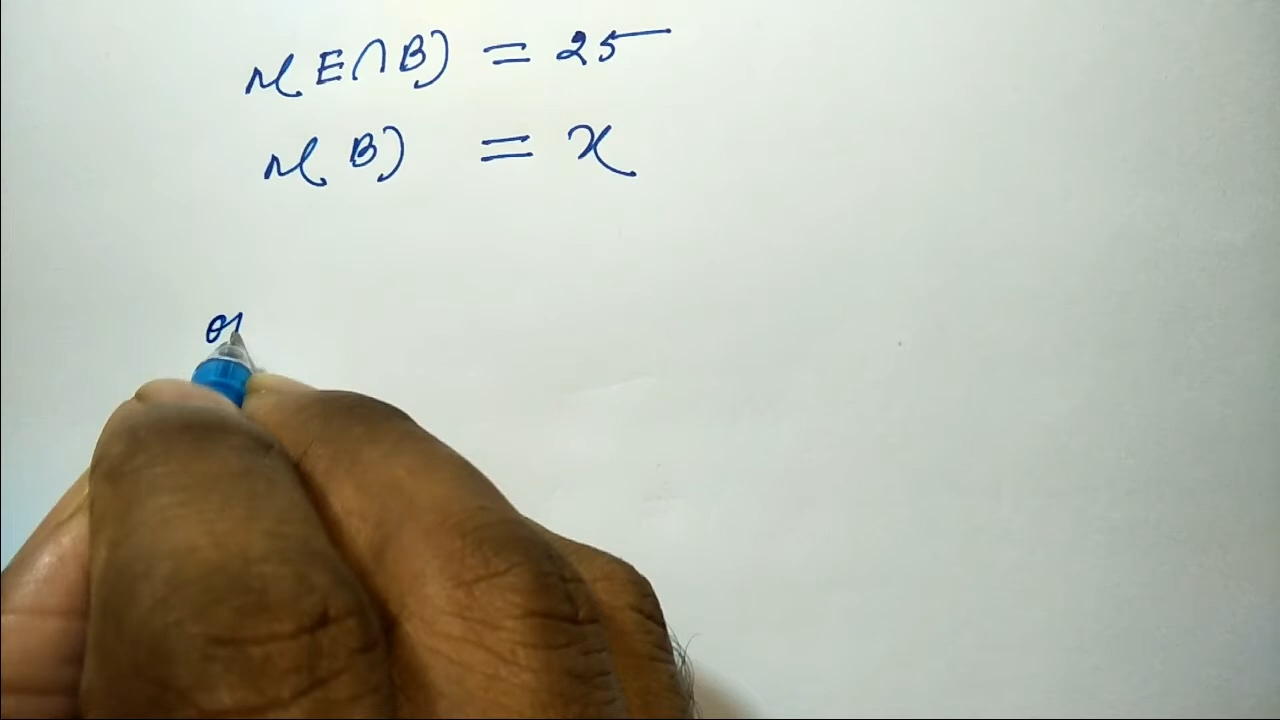 n(E∩B) = 25
n(B) = x